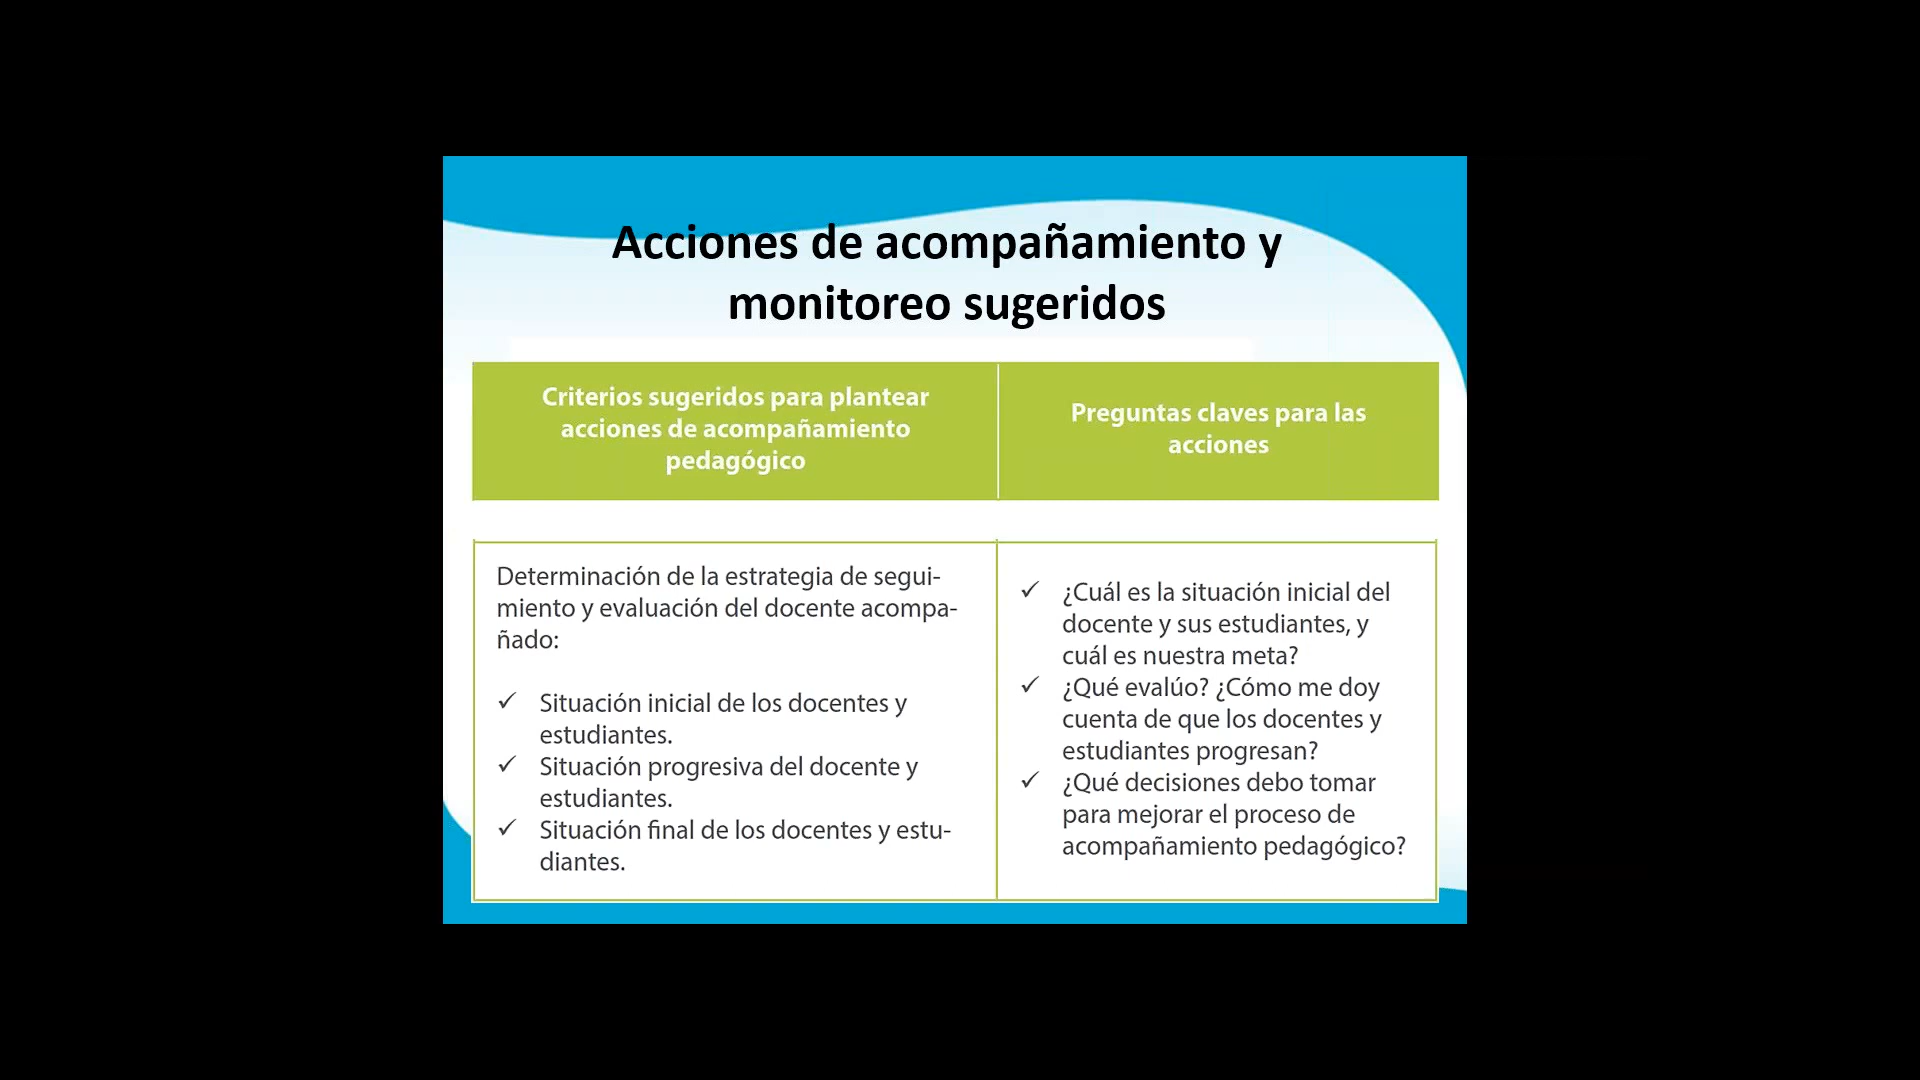 Acciones de acompañamiento y
monitoreo sugeridos
Criterios sugeridos para plantear
acciones de acompañamiento
pedagógico
Preguntas claves para las
acciones
Determinación de la estrategia de segui-
miento y evaluación del docente acompa-
ñado:
✓ Situación inicial de los docentes y
estudiantes.
✓ Situación progresiva del docente y
estudiantes.
✓ Situación final de los docentes y estu-
diantes.
✓ ¿Cuál es la situación inicial del
docente y sus estudiantes, y
cuál es nuestra meta?
✓ ¿Qué evalúo? ¿Cómo me doy
cuenta de que los docentes y
estudiantes progresan?
✓ ¿Qué decisiones debo tomar
para mejorar el proceso de
acompañamiento pedagógico?